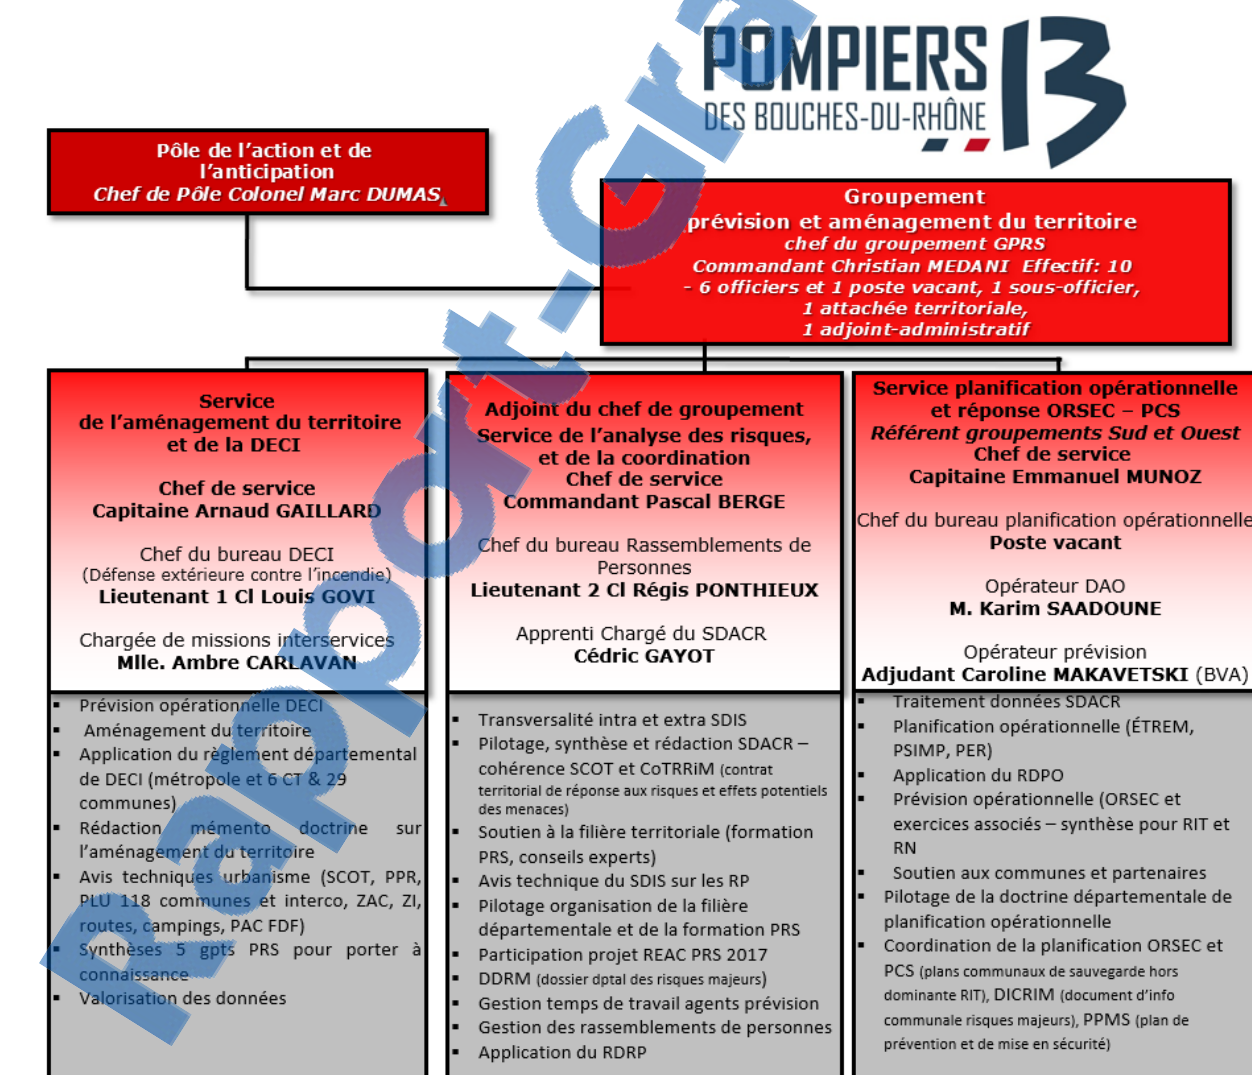 POMPIERS 13
DES BOUCHES-DU-RHÔNE
Pôle de l'action et de
l'anticipation
Chef de Pôle Colonel Marc DUMAS
Groupement
prévision et aménagement du territoire
chef du groupement GPRS
Commandant Christian MEDANI Effectif: 10
- 6 officiers et 1 poste vacant, 1 sous-officier,
1 attachée territoriale,
1 adjoint-administratif
Service
de l'aménagement du territoire
et de la DECI
Chef de service
Capitaine Arnaud GAILLARD
Chef du bureau DECI
(Défense extérieure contre l'incendie)
Lieutenant 1 Cl Louis GOVI
Chargée de missions interservices
Mlle. Ambre CARLAVAN
▪ Prévision opérationnelle DECI
▪ Aménagement du territoire
▪ Application du règlement départemental
de DECI (métropole et 6 CT & 29
communes)
▪ Rédaction mémento doctrine sur
l'aménagement du territoire
▪ Avis techniques urbanisme (SCOT, PPR,
PLU 118 communes et interco, ZAC, ZI,
routes, campings, PAC FDF)
▪ Synthèses 5 gpts PRS pour porter à
connaissance
▪ Valorisation des données
Adjoint du chef de groupement
Service de l'analyse des risques,
et de la coordination
Chef de service
Commandant Pascal BERGE
Chef du bureau Rassemblements de
Personnes
Lieutenant 2 Cl Régis PONTHIEUX
Apprenti Chargé du SDACR
Cédric GAYOT
▪ Transversalité intra et extra SDIS
▪ Pilotage, synthèse et rédaction SDACR –
cohérence SCOT et CoTRRiM (contrat
territorial de réponse aux risques et effets potentiels
des menaces)
▪ Soutien à la filière territoriale (formation
PRS, conseils experts)
▪ Avis technique du SDIS sur les RP
▪ Pilotage organisation de la filière
départementale et de la formation PRS
▪ Participation projet REAC PRS 2017
▪ DDRM (dossier dptal des risques majeurs)
▪ Gestion temps de travail agents prévision
▪ Gestion des rassemblements de personnes
▪ Application du RDRP
Service planification opérationnelle
et réponse ORSEC – PCS
Référent groupements Sud et Ouest
Chef de service
Capitaine Emmanuel MUNOZ
Chef du bureau planification opérationnelle
Poste vacant
Opérateur DAO
M. Karim SAADOUNE
Opérateur prévision
Adjudant Caroline MAKAVETSKI (BVA)
▪ Traitement données SDACR
▪ Planification opérationnelle (ÉTREM,
PSIMP, PER)
▪ Application du RDPO
▪ Prévision opérationnelle (ORSEC et
exercices associés – synthèse pour RIT et
RN
▪ Soutien aux communes et partenaires
▪ Pilotage de la doctrine départementale de
planification opérationnelle
▪ Coordination de la planification ORSEC et
PCS (plans communaux de sauvegarde hors
dominante RIT), DICRIM (document d'info
communale risques majeurs), PPMS (plan de
prévention et de mise en sécurité)
Rapport-Gra